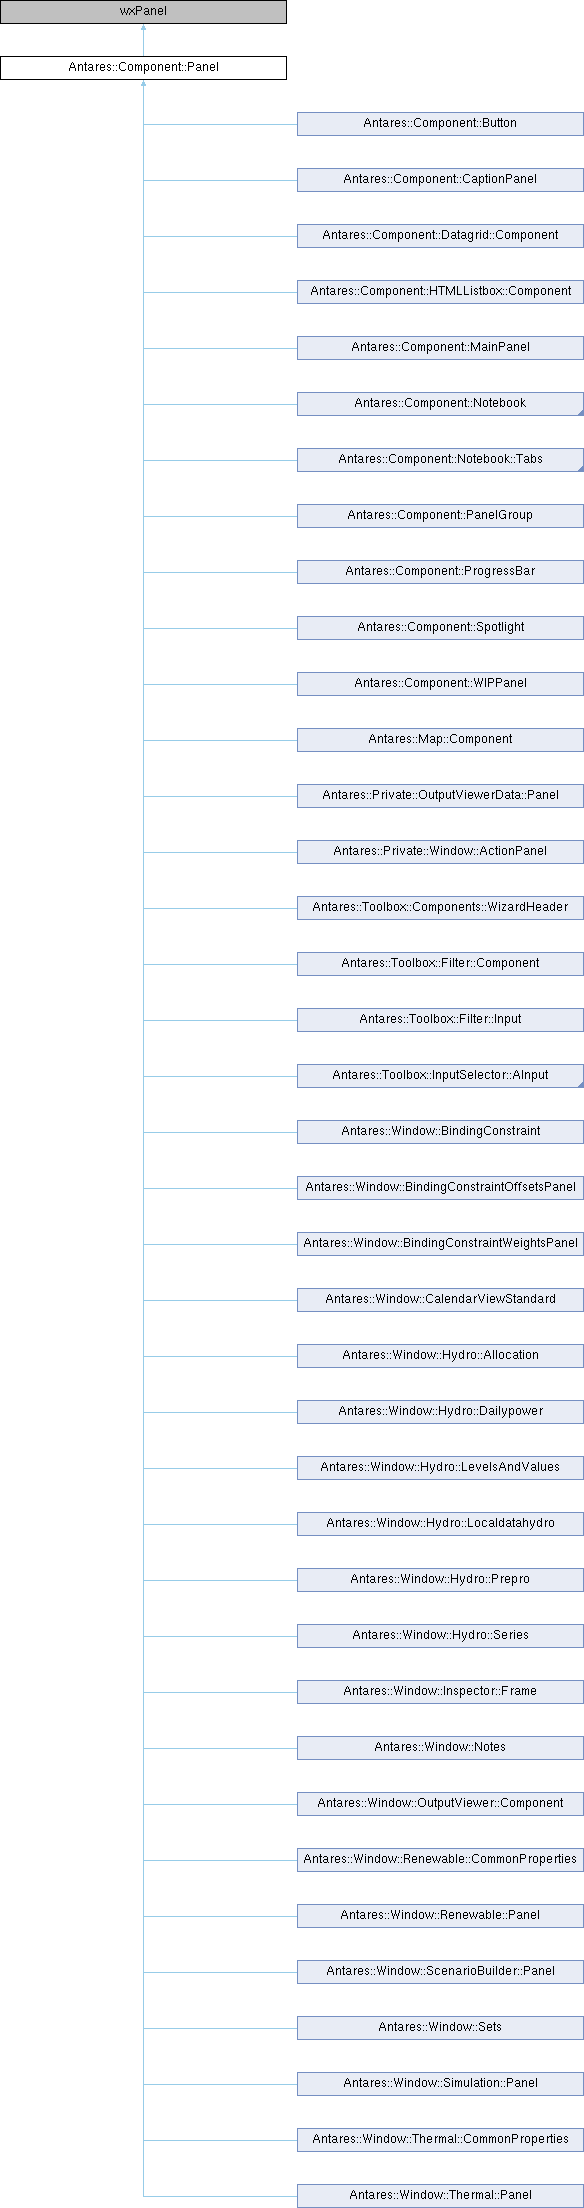 wxPanel
Antares::Component::Panel
Antares::Component::Button
Antares::Component::CaptionPanel
Antares::Component::Datagrid::Component
Antares::Component::HTMLListbox::Component
Antares::Component::MainPanel
Antares::Component::Notebook
Antares::Component::Notebook::Tabs
Antares::Component::PanelGroup
Antares::Component::ProgressBar
Antares::Component::Spotlight
Antares::Component::WIPPanel
Antares::Map::Component
Antares::Private::OutputViewerData::Panel
Antares::Private::Window::ActionPanel
Antares::Toolbox::Components::WizardHeader
Antares::Toolbox::Filter::Component
Antares::Toolbox::Filter::Input
Antares::Toolbox::InputSelector::AInput
Antares::Window::BindingConstraint
Antares::Window::BindingConstraintOffsetsPanel
Antares::Window::BindingConstraintWeightsPanel
Antares::Window::CalendarViewStandard
Antares::Window::Hydro::Allocation
Antares::Window::Hydro::Dailypower
Antares::Window::Hydro::LevelsAndValues
Antares::Window::Hydro::Localdatahydro
Antares::Window::Hydro::Prepro
Antares::Window::Hydro::Series
Antares::Window::Inspector::Frame
Antares::Window::Notes
Antares::Window::OutputViewer::Component
Antares::Window::Renewable::CommonProperties
Antares::Window::Renewable::Panel
Antares::Window::ScenarioBuilder::Panel
Antares::Window::Sets
Antares::Window::Simulation::Panel
Antares::Window::Thermal::CommonProperties
Antares::Window::Thermal::Panel